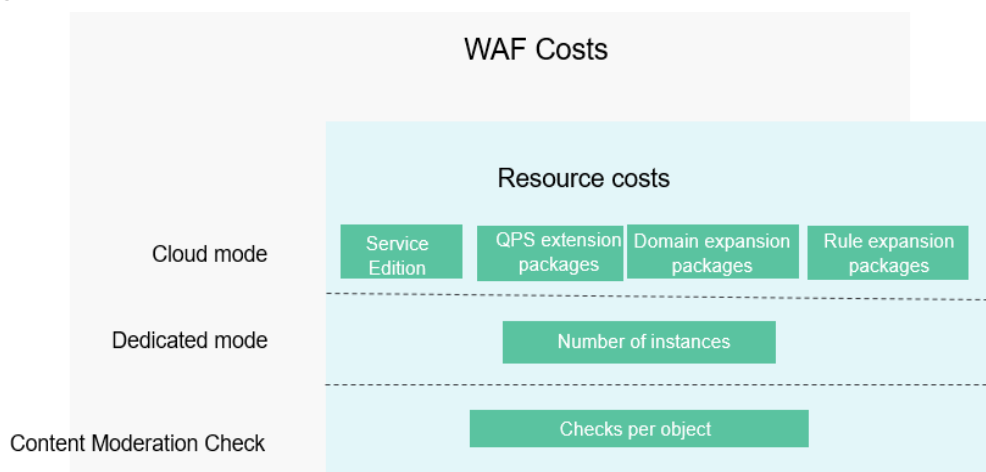 WAF Costs
Resource costs
Cloud mode
Service
Edition
QPS extension
packages
Domain expansion
packages
Rule expansion
packages
Dedicated mode
Number of instances
Content Moderation Check
Checks per object